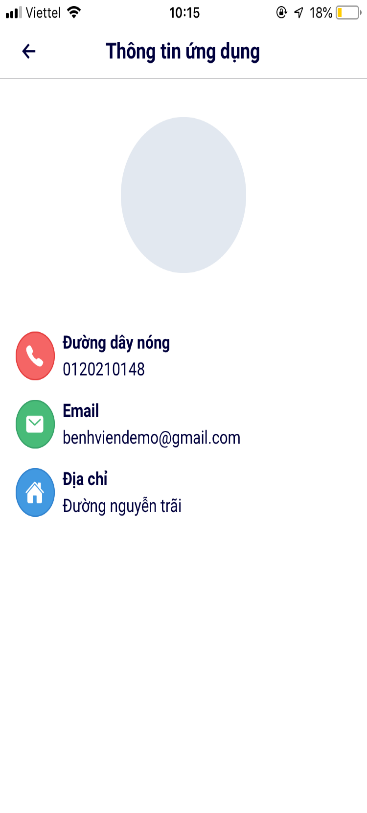 Viettel 10:15 18%
Thông tin ứng dụng
Đường dây nóng
0120210148
Email
benhviendemo@gmail.com
Địa chỉ
Đường nguyễn trãi